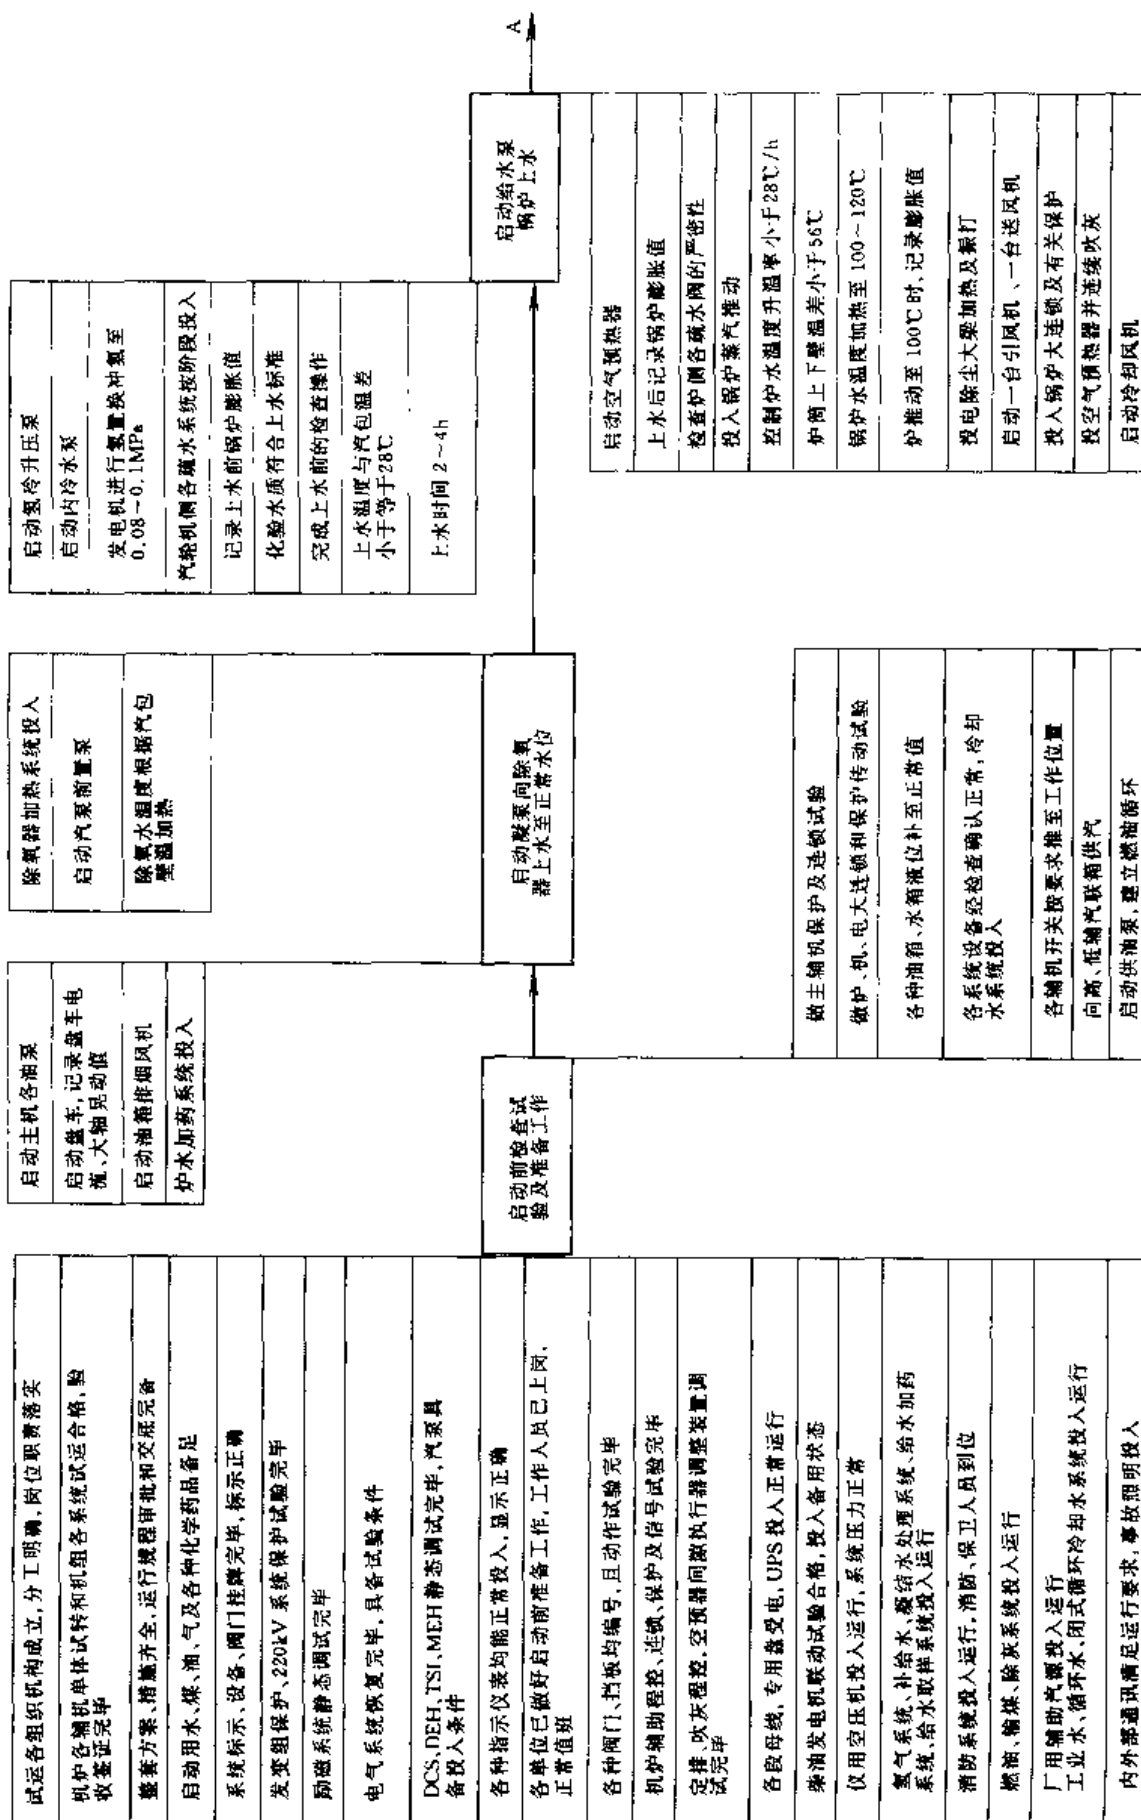 试运各组织机构成立,分工明确,岗位职责落实
机炉各辅机单体试转和机组各系统试运合格,验
收签证完毕
整套方案、措施齐全、运行规程审批和交底完备
启动用水、煤、油、气及各种化学药品备足
系统标示、设备、阀门挂牌完毕,标示正确
发变组保护、220kV系统保护试验完毕
励磁系统静态调试完毕
电气系统恢复完毕,具备试验条件
DCS、DEH、TSI、MEH静态调试完毕,汽泵具
备投入条件
各种指示仪表均能正常投入,显示正确
各单位已做好启动前准备工作,工作人员已上岗,
正常值班
各种阀门、挡板均编号,且动作试验完毕
机炉辅助程控、连锁、保护及信号试验完毕
定排、吹灰程控,空预器间隙执行器调整装置调
试完毕
各段母线,专用盘受电,UPS投入正常运行
柴油发电机联动试验合格,投入备用状态
仪用空压机投入运行,系统压力正常
氢气系统、补给水、凝结水处理系统、给水加药
系统、给水取样系统投入运行
消防系统投入运行,消防、保卫人员到位
燃油、输煤、除灰系统投入运行
厂用辅助汽源投入运行
工业水、循环水、闭式循环冷却水系统投入运行
内外部通讯满足运行要求,事故照明投入
启动前检查试
验及准备工作
启动主机各油泵
启动盘车,记录盘车电
流、大轴晃动值
启动油箱排烟风机
炉水加药系统投入
做主辅机保护及连锁试验
做炉、机、电大连锁和保护传动试验
各种油箱、水箱液位补至正常值
各系统设备经检查确认正常,冷却
水系统投入
各辅机开关按要求推至工作位置
向高、低辅汽联箱供汽
启动供油泵,建立燃油循环
启动凝泵向除氧
器上水至正常水位
除氧器加热系统投入
启动汽泵前置泵
除氧水温度根据汽包
壁温加热
启动氢冷升压泵
启动内冷水泵
发电机进行氢置换冲氢至
0.08~0.1MPa
汽轮机侧各疏水系统按阶段投入
记录上水前锅炉膨胀值
化验水质符合上水标准
完成上水前的检查操作
上水温度与汽包温差
小于等于28℃
上水时间2~4h
启动给水泵
锅炉上水
A
启动空气预热器
上水后记录锅炉膨胀值
检查炉侧各疏水阀的严密性
投入锅炉蒸汽推动
控制炉水温度升温率小于28℃/h
炉筒上下壁温差小于56℃
锅炉水温度加热至100~120℃
炉推动至100℃时,记录膨胀值
投电除尘大梁加热及振打
启动一台引风机、一台送风机
投入锅炉大连锁及有关保护
投空气预热器并连续吹灰
启动冷却风机